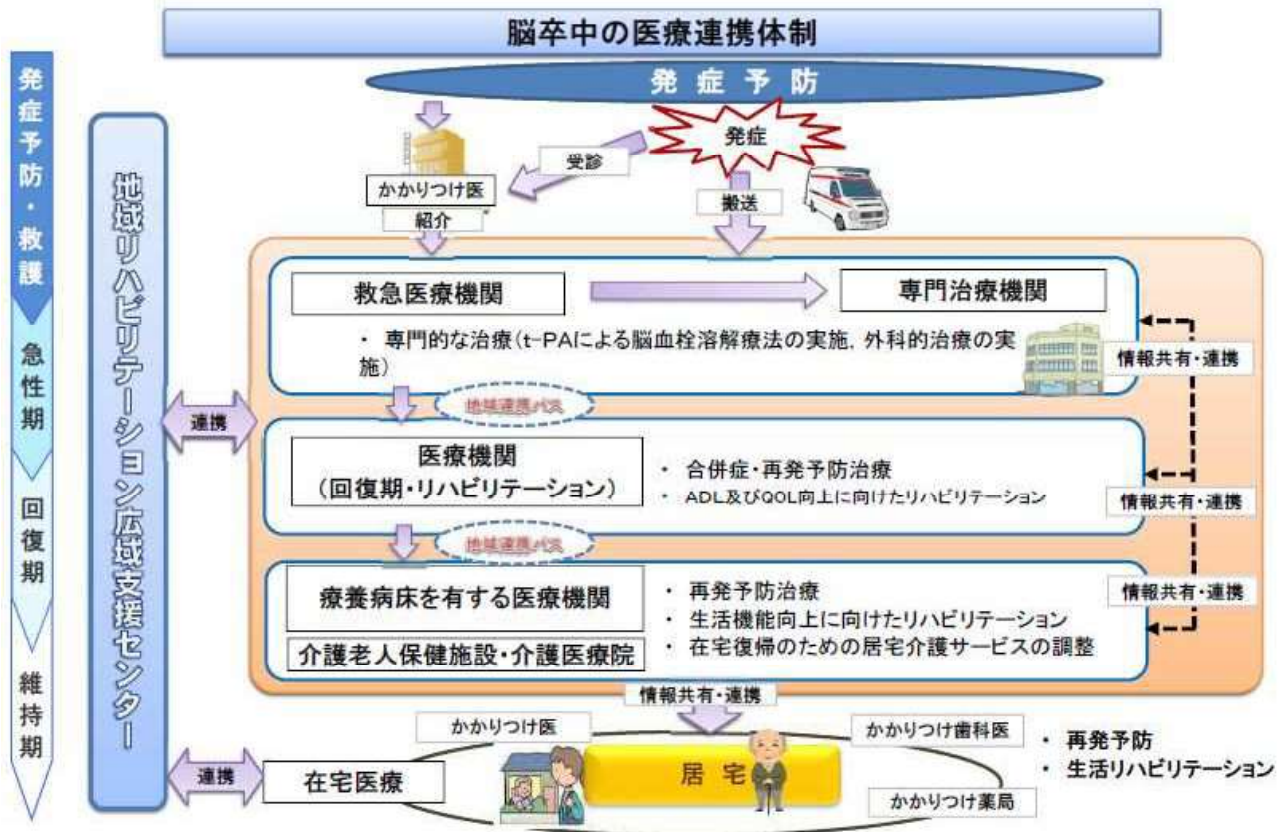 脳卒中の医療連携体制
発症予防
発症予防・救護
急性期
回復期
維持期
地域リハビリテーション広域支援センター
発症
受診
かかりつけ医
紹介
搬送
救急医療機関
専門治療機関
・ 専門的な治療(t-PAによる脳血栓溶解療法の実施, 外科的治療の実
施)
情報共有・連携
連携
地域連携パス
医療機関
(回復期・リハビリテーション)
・ 合併症・再発予防治療
・ ADL及びQOL向上に向けたリハビリテーション
情報共有・連携
地域連携パス
療養病床を有する医療機関
介護老人保健施設・介護医療院
・ 再発予防治療
・ 生活機能向上に向けたリハビリテーション
・ 在宅復帰のための居宅介護サービスの調整
情報共有・連携
情報共有・連携
かかりつけ医
かかりつけ歯科医
・ 再発予防
・ 生活リハビリテーション
連携
在宅医療
居宅
かかりつけ薬局